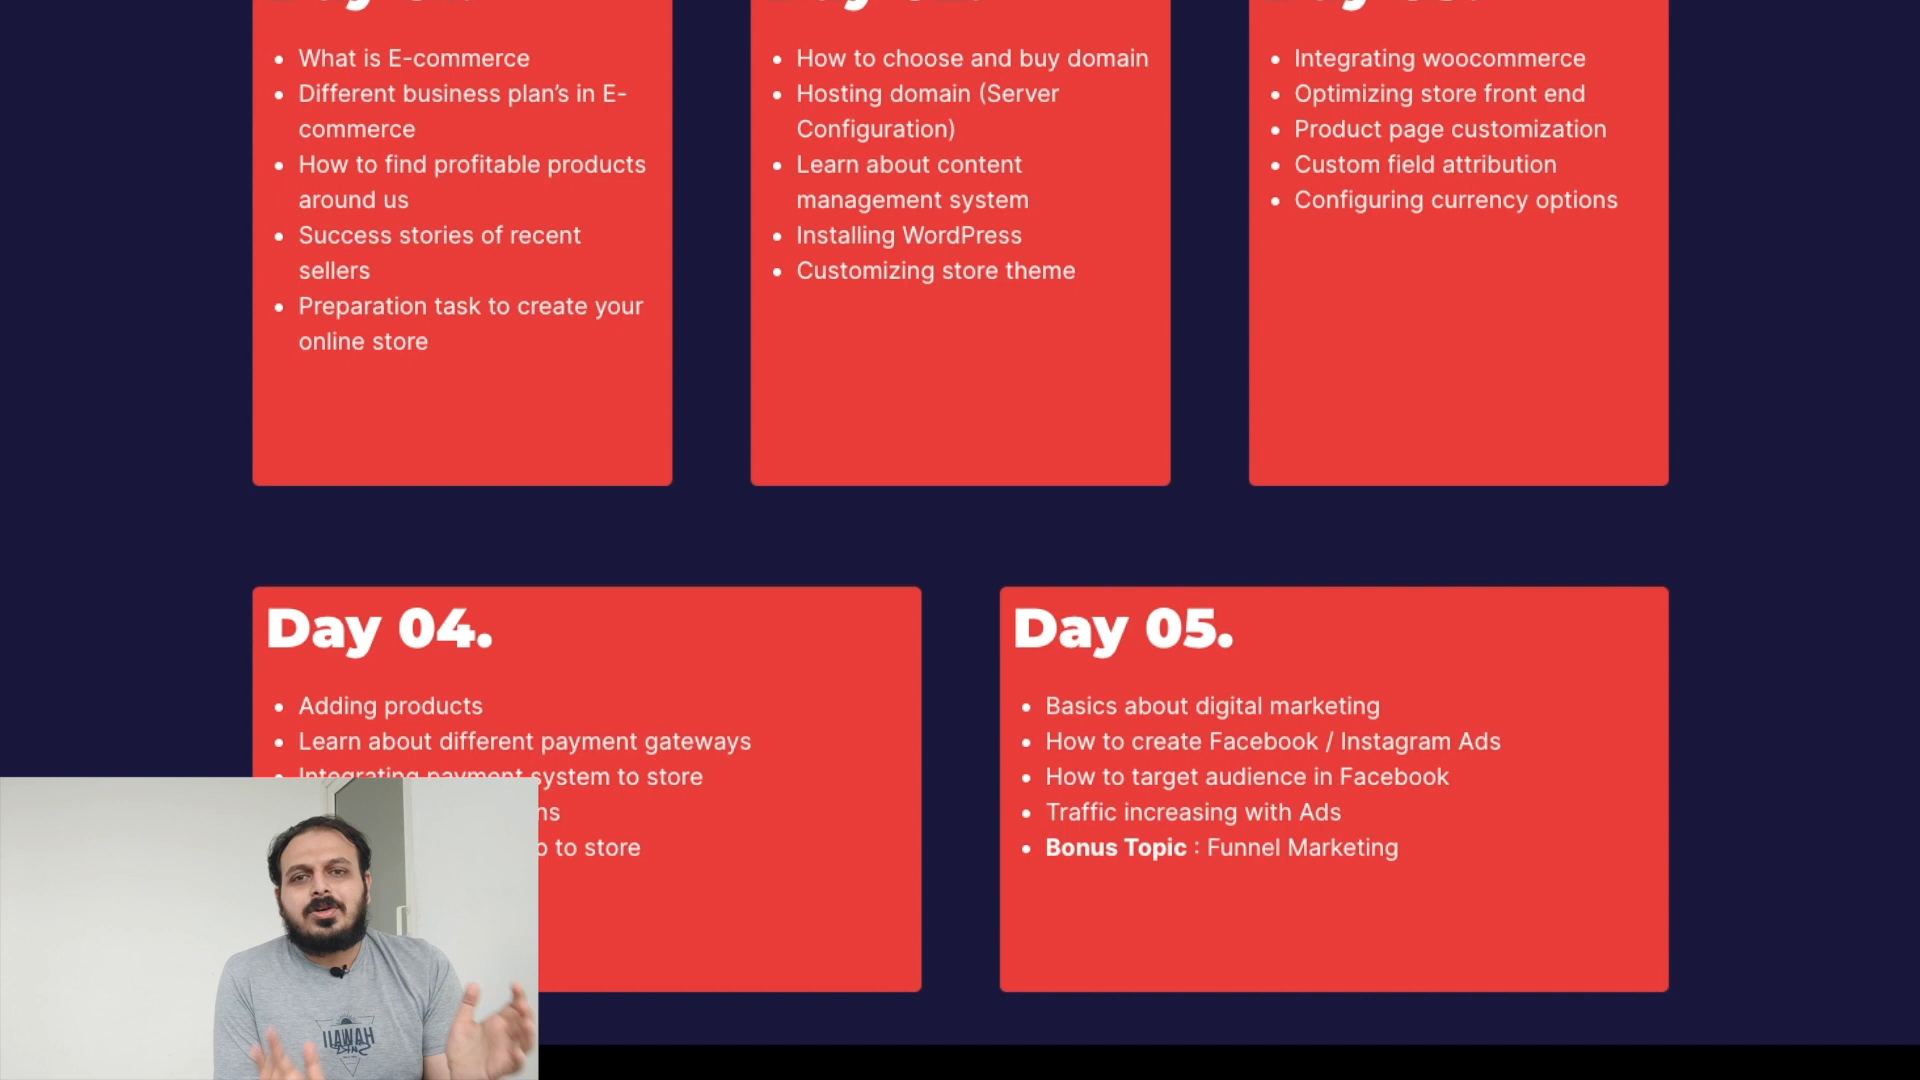 What is E-commerce
Different business plan’s in E-
commerce
How to find profitable products
around us
Success stories of recent
sellers
Preparation task to create your
online store
How to choose and buy domain
Hosting domain (Server
Configuration)
Learn about content
management system
Installing WordPress
Customizing store theme
Integrating woocommerce
Optimizing store front end
Product page customization
Custom field attribution
Configuring currency options
Day 04.
Adding products
Learn about different payment gateways
Integrating payment system to store
to store
Day 05.
Basics about digital marketing
How to create Facebook / Instagram Ads
How to target audience in Facebook
Traffic increasing with Ads
Bonus Topic : Funnel Marketing